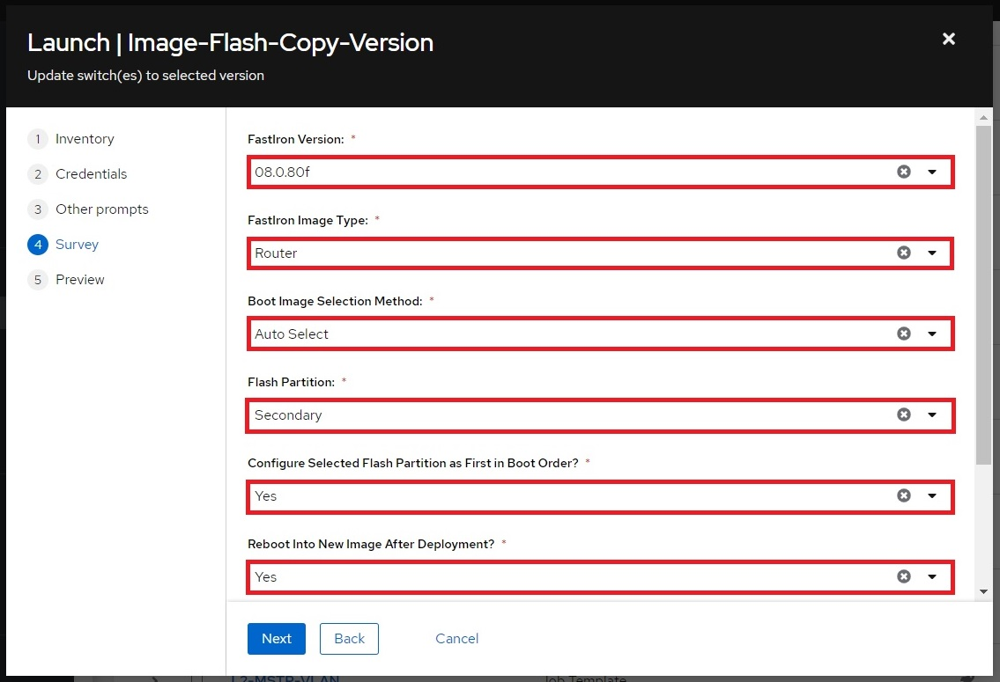 Launch | Image-Flash-Copy-Version
Update switch(es) to selected version
1 Inventory
2 Credentials
3 Other prompts
4 Survey
5 Preview
FastIron Version: *
08.0.80f
FastIron Image Type: *
Router
Boot Image Selection Method: *
Auto Select
Flash Partition: *
Secondary
Configure Selected Flash Partition as First in Boot Order? *
Yes
Reboot Into New Image After Deployment? *
Yes
Next Back Cancel
L2-MSTR-VLAN Job Template